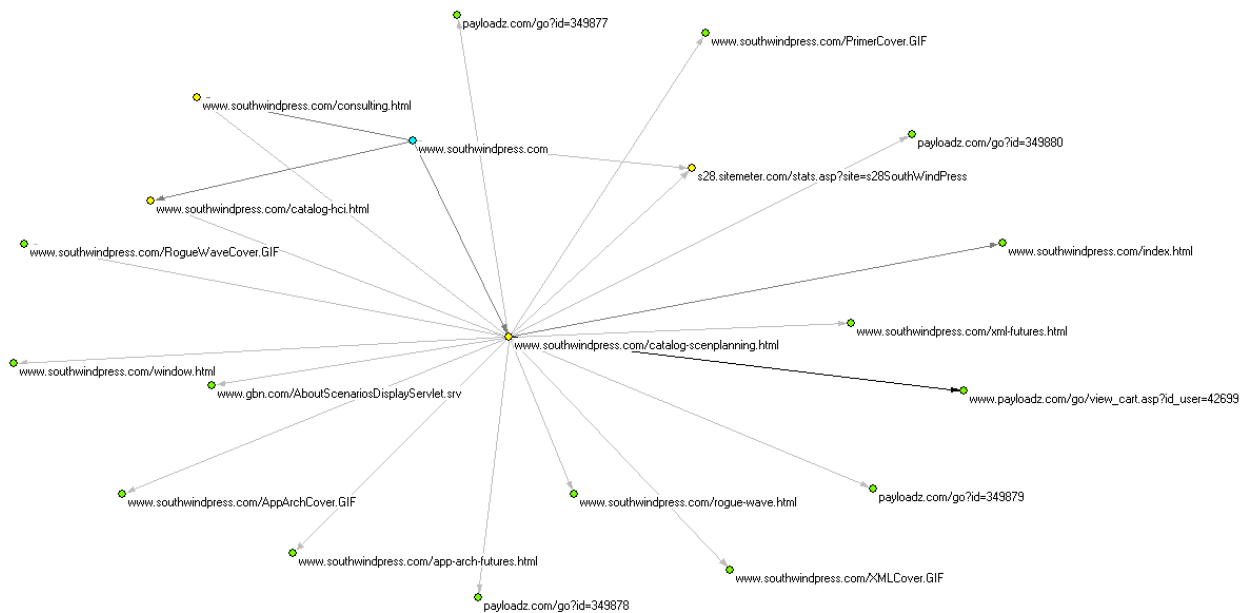 payloadz.com/go?id=349877
www.southwindpress.com/PrimerCover.GIF
www.southwindpress.com/consulting.html
payloadz.com/go?id=349880
www.southwindpress.com
s28.sitemeter.com/stats.asp?site=s28SouthWindPress
www.southwindpress.com/catalog-hci.html
www.southwindpress.com/RogueWaveCover.GIF
www.southwindpress.com/index.html
www.southwindpress.com/xml-futures.html
www.southwindpress.com/catalog-scenplanning.html
www.southwindpress.com/window.html
www.gbn.com/AboutScenariosDisplayServlet.srv
www.payloadz.com/go/view_cart.asp?id_user=42699
payloadz.com/go?id=349879
www.southwindpress.com/AppArchCover.GIF
www.southwindpress.com/rogue-wave.html
www.southwindpress.com/app-arch-futures.html
www.southwindpress.com/XMLCover.GIF
payloadz.com/go?id=349878